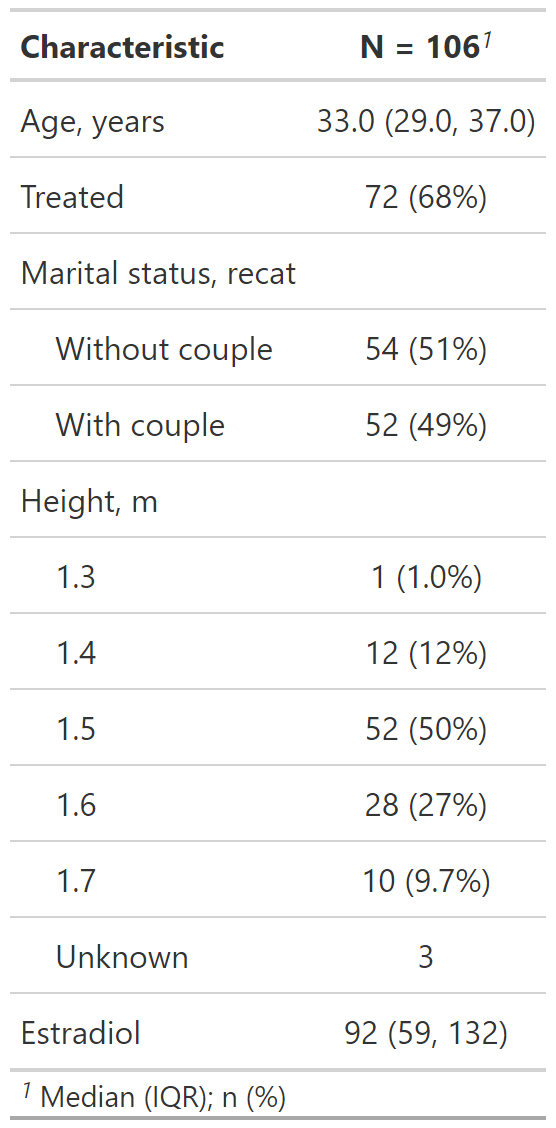 Characteristic N = 106¹
Age, years 33.0 (29.0, 37.0)
Treated 72 (68%)
Marital status, recat
Without couple 54 (51%)
With couple 52 (49%)
Height, m
1.3 1 (1.0%)
1.4 12 (12%)
1.5 52 (50%)
1.6 28 (27%)
1.7 10 (9.7%)
Unknown 3
Estradiol 92 (59, 132)
¹ Median (IQR); n (%)